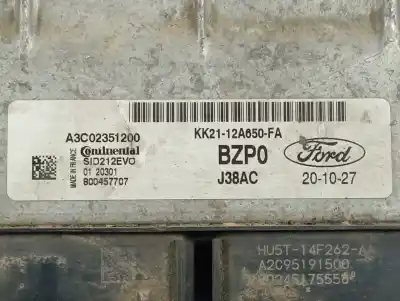 A3C02351200
KK21-12A650-FA
A
MADE IN FRANCE
Continental
SID212EVO
01 20301
800457707
BZP0
J38AC
Ford
20-10-27
HU5T-14F262-A
A2C95191500